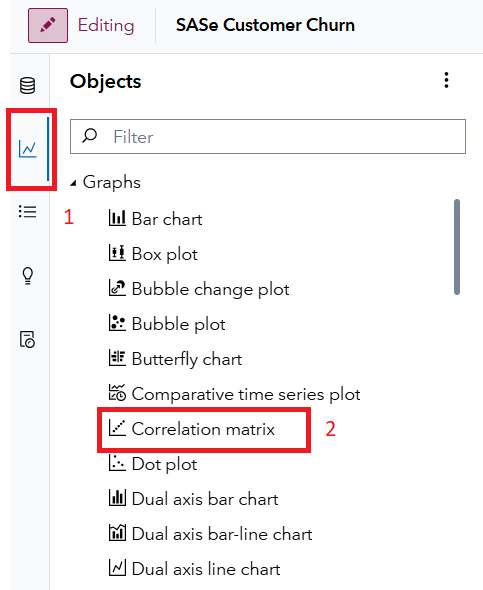 Editing SASe Customer Churn
Objects
Filter
Graphs
1
Bar chart
Box plot
Bubble change plot
Bubble plot
Butterfly chart
Comparative time series plot
Correlation matrix 2
Dot plot
Dual axis bar chart
Dual axis bar-line chart
Dual axis line chart